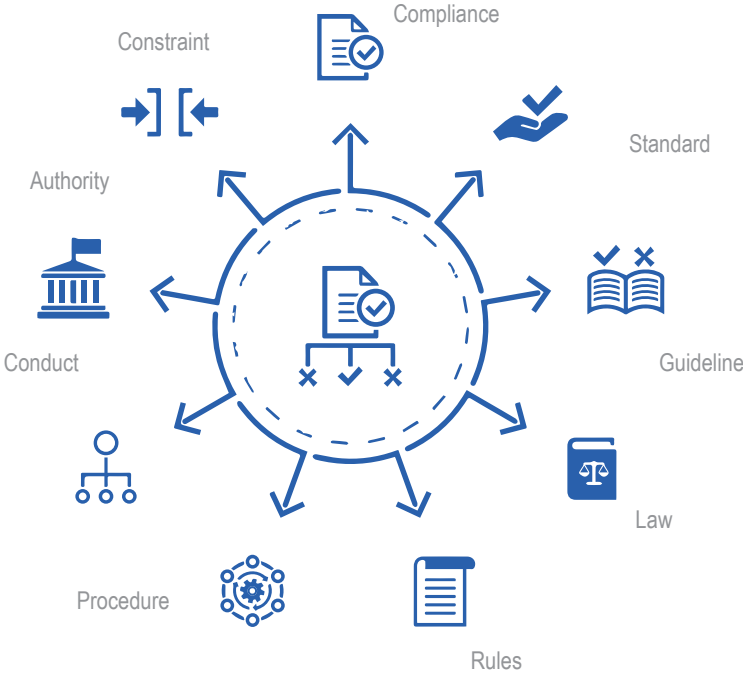 Compliance
Constraint
Standard
Authority
Conduct
Guideline
Law
Procedure
Rules